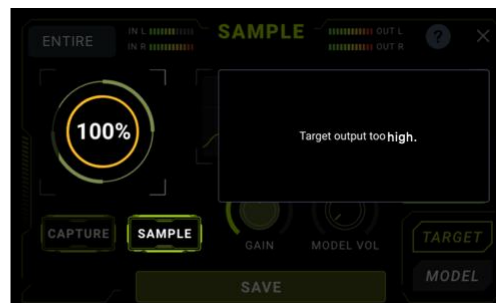 ENTIRE
IN L
IN R
SAMPLE
OUT L
OUT R
?
×
100%
Target output too high.
CAPTURE
SAMPLE
GAIN
MODEL VOL
TARGET
MODEL
SAVE